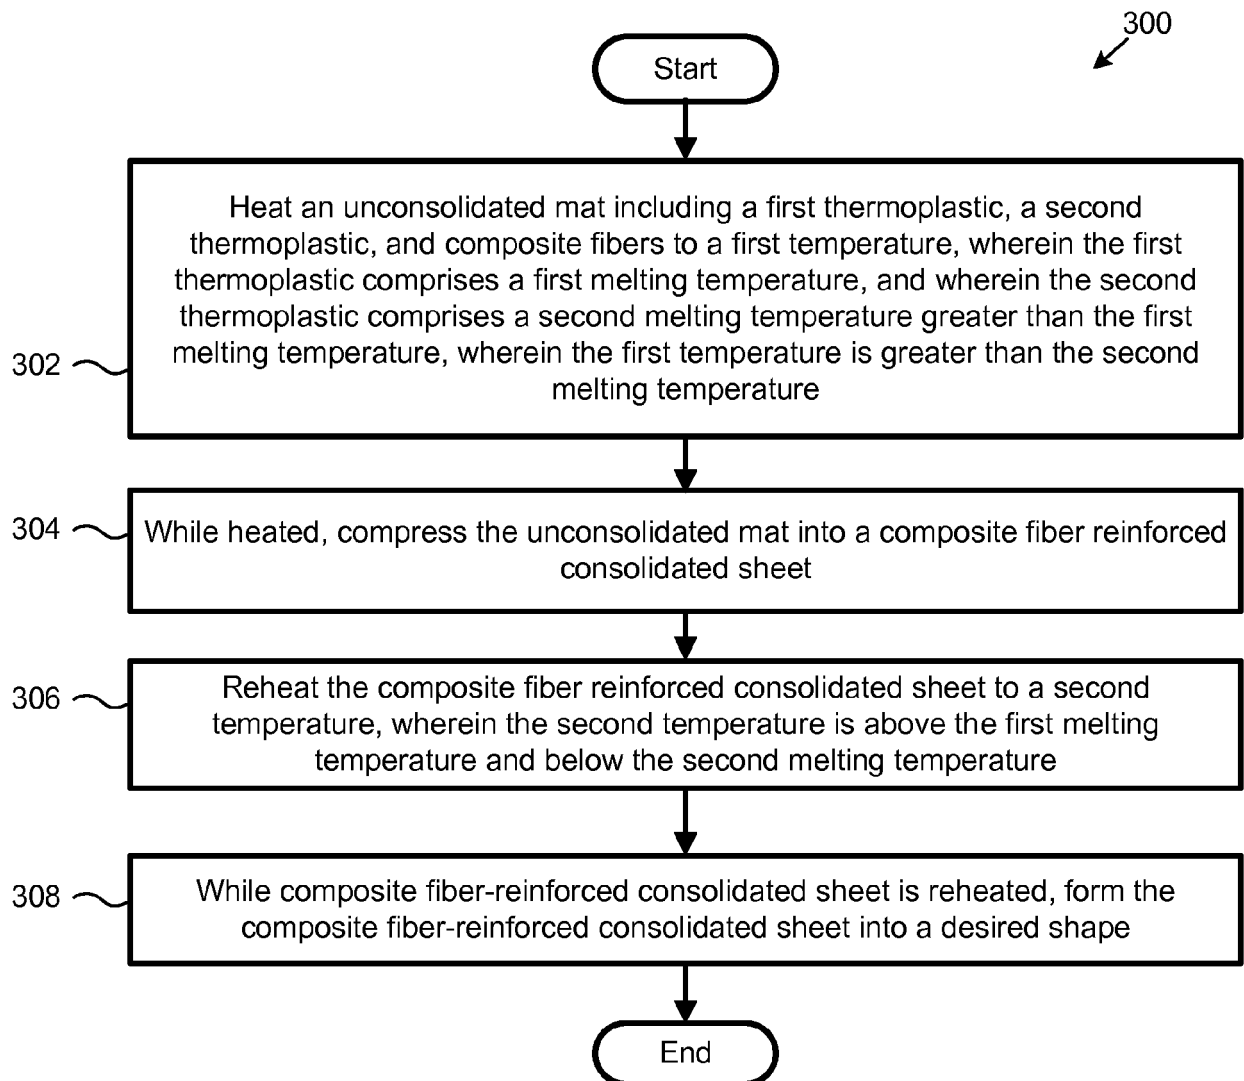 300
Start
Heat an unconsolidated mat including a first thermoplastic, a second
thermoplastic, and composite fibers to a first temperature, wherein the first
thermoplastic comprises a first melting temperature, and wherein the second
thermoplastic comprises a second melting temperature greater than the first
melting temperature, wherein the first temperature is greater than the second
melting temperature
302
While heated, compress the unconsolidated mat into a composite fiber reinforced
consolidated sheet
304
Reheat the composite fiber reinforced consolidated sheet to a second
temperature, wherein the second temperature is above the first melting
temperature and below the second melting temperature
306
While composite fiber-reinforced consolidated sheet is reheated, form the
composite fiber-reinforced consolidated sheet into a desired shape
308
End